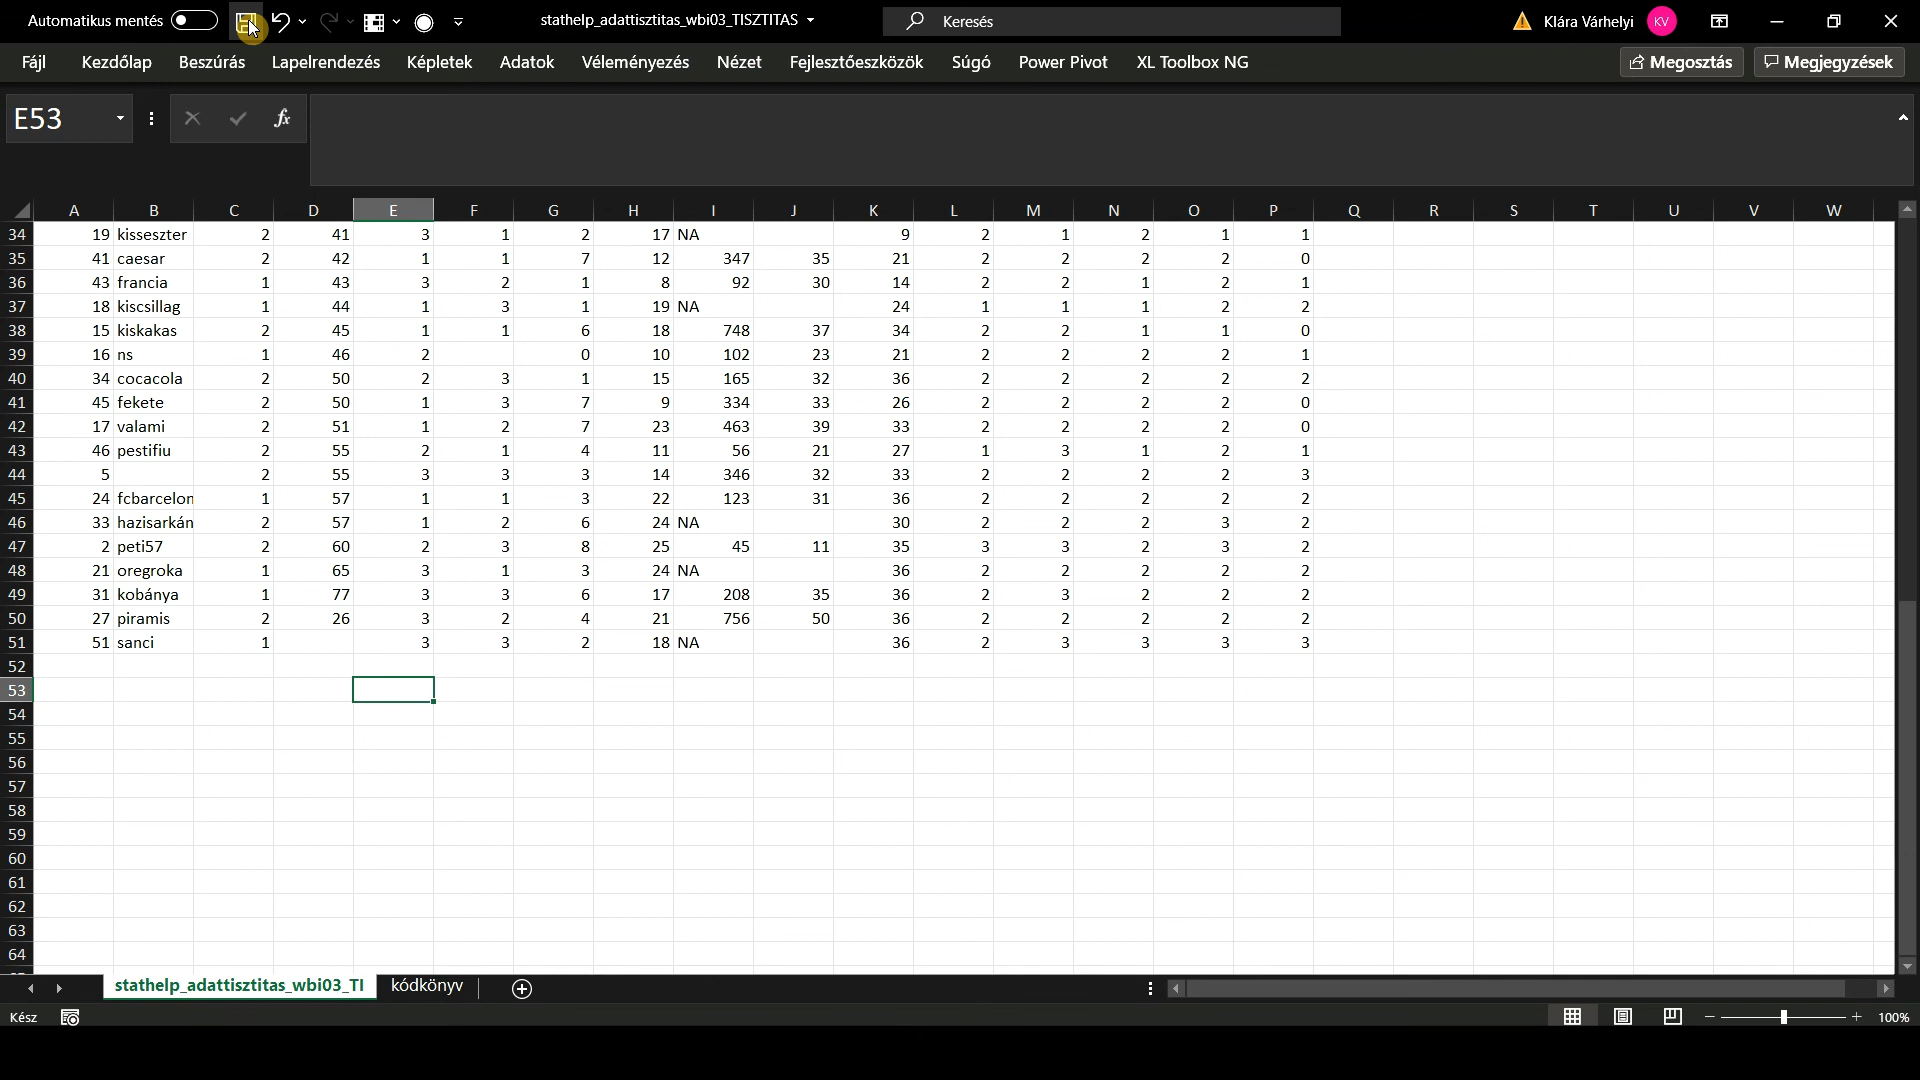 Automatikus mentés stathelp_adattisztitas_wbi03_TISZTITAS Keresés Klára Várhelyi KV
Fájl Kezdőlap Beszúrás Lapelrendezés Képletek Adatok Véleményezés Nézet Fejlesztőeszközök Súgó Power Pivot XL Toolbox NG Megosztás Megjegyzések
E53 fx
A B C D E F G H I J K L M N O P Q R S T U V W
34 19 kisseszter 2 41 3 1 2 17 NA 9 2 1 2 1 1
35 41 caesar 2 42 1 1 7 12 347 35 21 2 2 2 2 0
36 43 francia 1 43 3 2 1 8 92 30 14 2 2 1 2 1
37 18 kiscsillag 1 44 1 3 1 19 NA 24 1 1 1 2 2
38 15 kiskakas 2 45 1 1 6 18 748 37 34 2 2 1 1 0
39 16 ns 1 46 2 0 10 102 23 21 2 2 2 2 1
40 34 cocacola 2 50 2 3 1 15 165 32 36 2 2 2 2 2
41 45 fekete 2 50 1 3 7 9 334 33 26 2 2 2 2 0
42 17 valami 2 51 1 2 7 23 463 39 33 2 2 2 2 0
43 46 pestifiu 2 55 2 1 4 11 56 21 27 1 3 1 2 1
44 5 2 55 3 3 3 14 346 32 33 2 2 2 2 3
45 24 fcbarcelon 1 57 1 1 3 22 123 31 36 2 2 2 2 2
46 33 hazisarkán 2 57 1 2 6 24 NA 30 2 2 2 3 2
47 2 peti57 2 60 2 3 8 25 45 11 35 3 3 2 3 2
48 21 oregroka 1 65 3 1 3 24 NA 36 2 2 2 2 2
49 31 kobánya 1 77 3 3 6 17 208 35 36 2 3 2 2 2
50 27 piramis 2 26 3 2 4 21 756 50 36 2 2 2 2 2
51 51 sanci 1 3 3 2 18 NA 36 2 3 3 3 3
52
53
54
55
56
57
58
59
60
61
62
63
64
stathelp_adattisztitas_wbi03_TI kódkönyv
Kész 100%